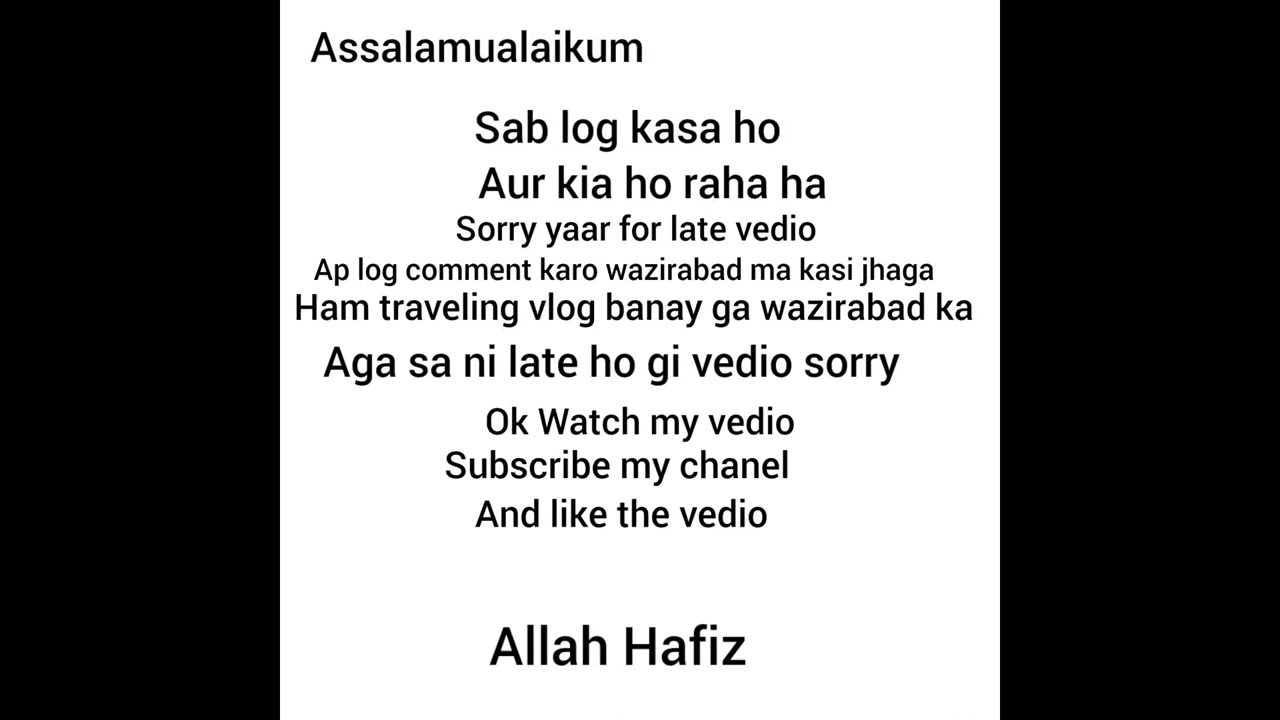 Assalamualaikum
Sab log kasa ho
Aur kia ho raha ha
Sorry yaar for late vedio
Ap log comment karo wazirabad ma kasi jhaga
Ham traveling vlog banay ga wazirabad ka
Aga sa ni late ho gi vedio sorry
Ok Watch my vedio
Subscribe my chanel
And like the vedio
Allah Hafiz